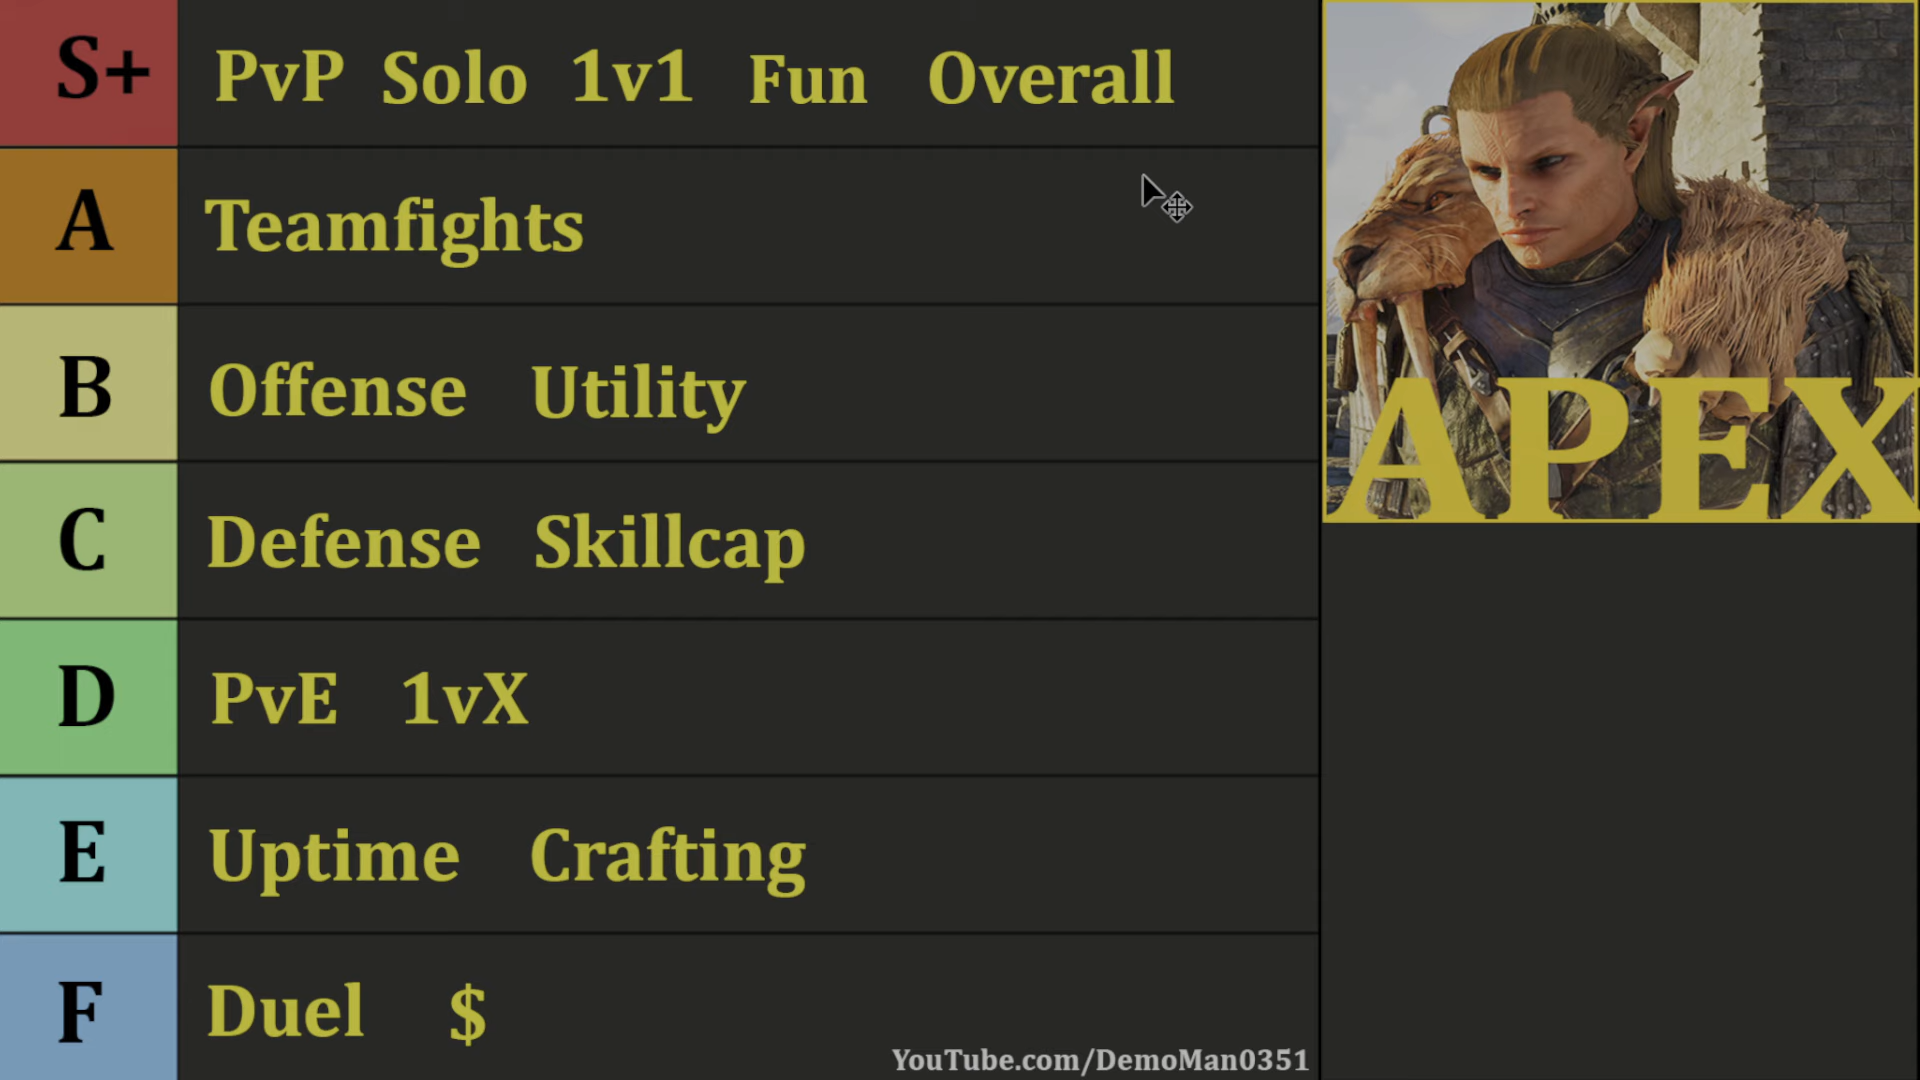 S+ PvP Solo 1v1 Fun Overall
A Teamfights
B Offense Utility
C Defense Skillcap
D PvE 1vX
E Uptime Crafting
F Duel $
APEX
YouTube.com/DemoMan0351